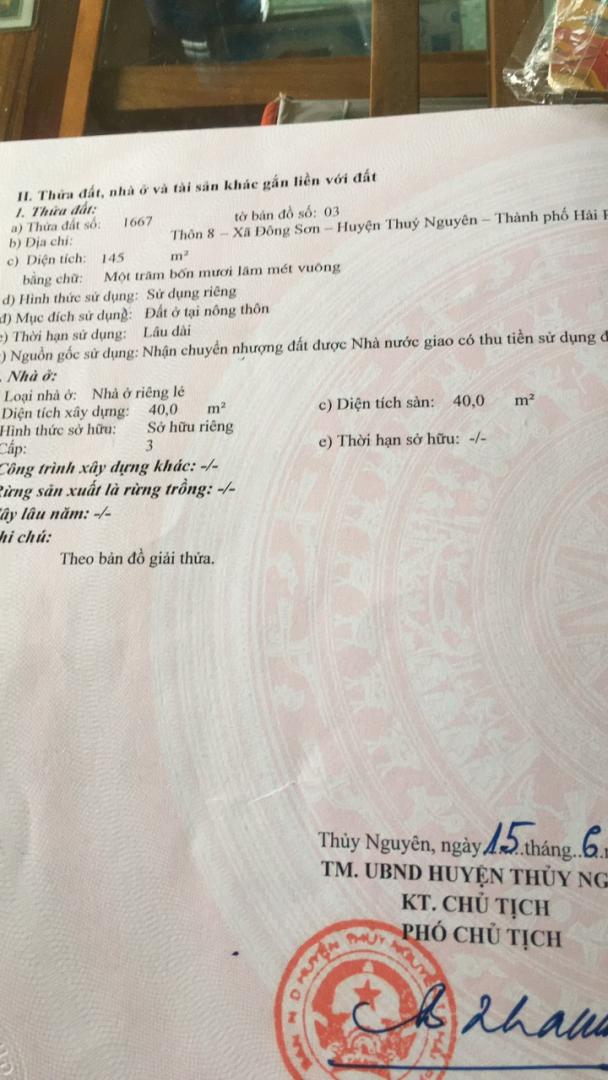 II. Thửa đất, nhà ở và tài sản khác gắn liền với đất
1. Thửa đất:
a) Thửa đất số: 1667 tờ bản đồ số: 03
b) Địa chỉ: Thôn 8 – Xã Đông Sơn – Huyện Thuỷ Nguyên – Thành phố Hải
c) Diện tích: 145 m²
bằng chữ: Một trăm bốn mươi lăm mét vuông
d) Hình thức sử dụng: Sử dụng riêng
đ) Mục đích sử dụng: Đất ở tại nông thôn
e) Thời hạn sử dụng: Lâu dài
) Nguồn gốc sử dụng: Nhận chuyển nhượng đất được Nhà nước giao có thu tiền sử dụng đ
. Nhà ở:
Loại nhà ở: Nhà ở riêng lẻ
Diện tích xây dựng: 40,0 m² c) Diện tích sàn: 40,0 m²
Hình thức sở hữu: Sở hữu riêng
Cấp: 3 e) Thời hạn sở hữu: -/-
Công trình xây dựng khác: -/-
Rừng sản xuất là rừng trồng: -/-
ây lâu năm: -/-
hi chú:
Theo bản đồ giải thửa.
Thủy Nguyên, ngày 15 tháng 6
TM. UBND HUYỆN THỦY NG
KT. CHỦ TỊCH
PHÓ CHỦ TỊCH
N D HUYỆN THỦY NGUYÊN